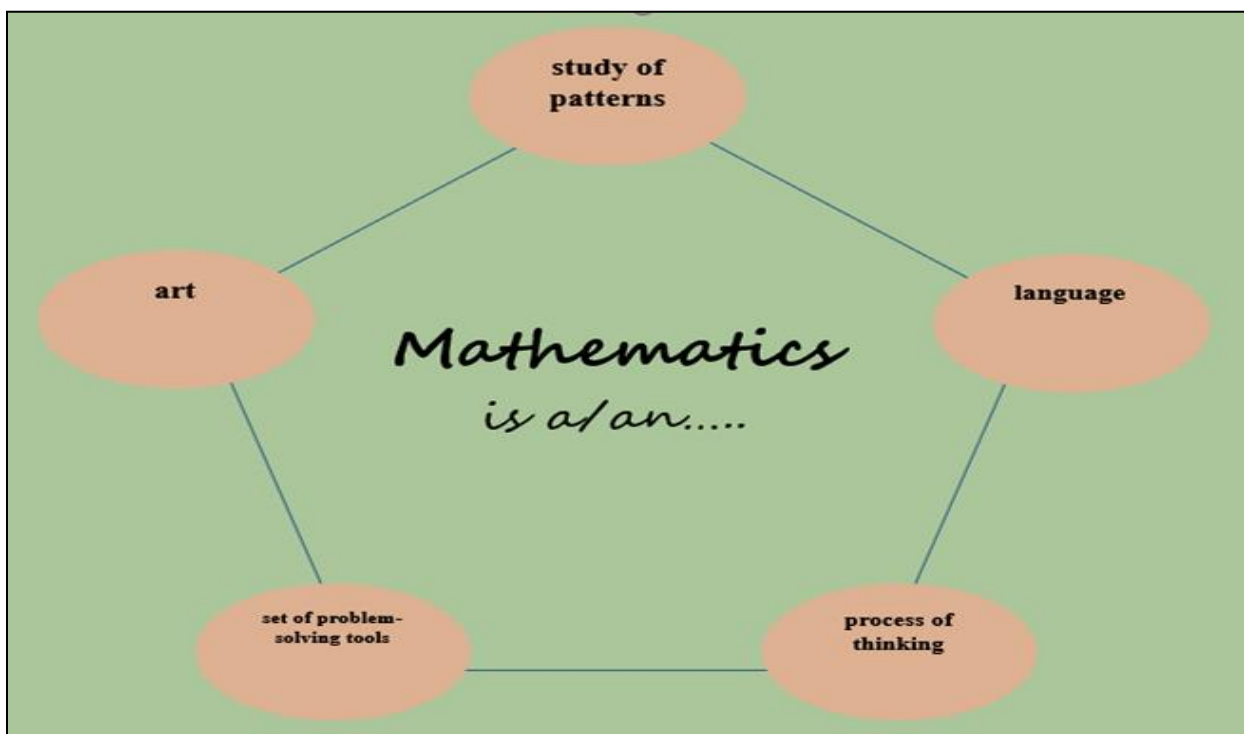 study of
patterns
art
language
Mathematics
is a/an.....
set of problem-
solving tools
process of
thinking